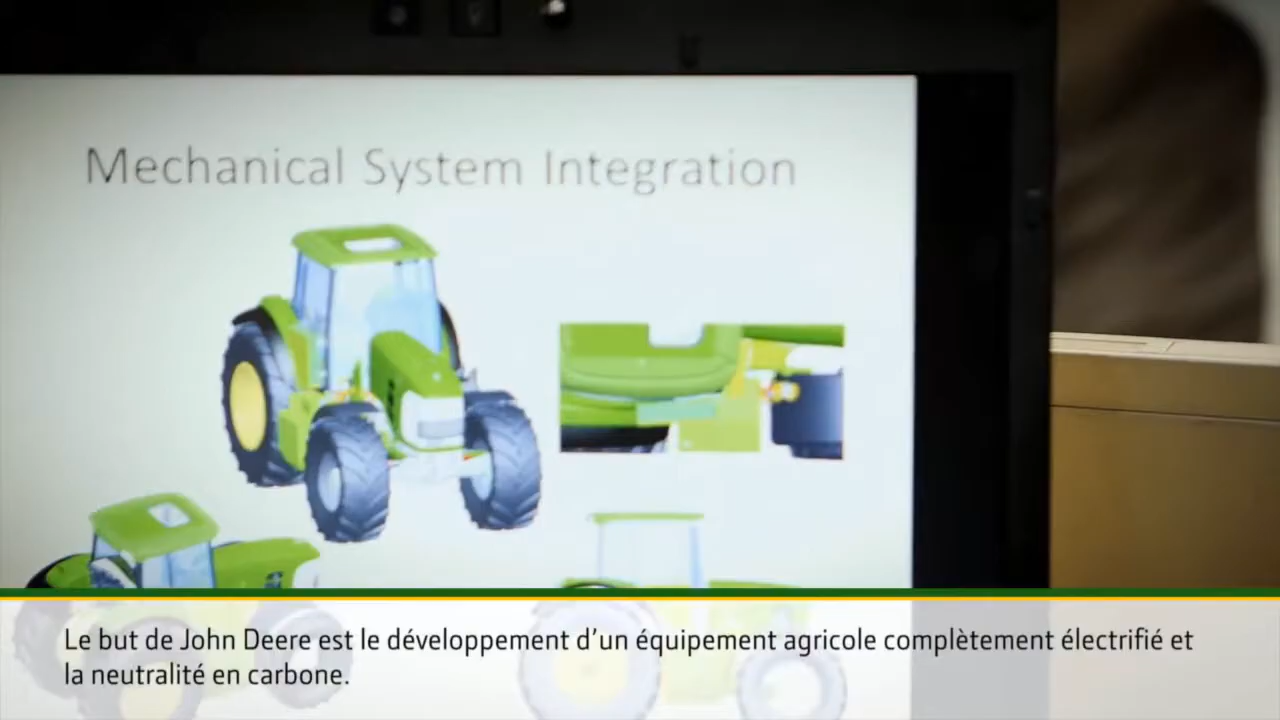 Mechanical System Integration
Le but de John Deere est le développement d'un équipement agricole complètement électrifié et
la neutralité en carbone.